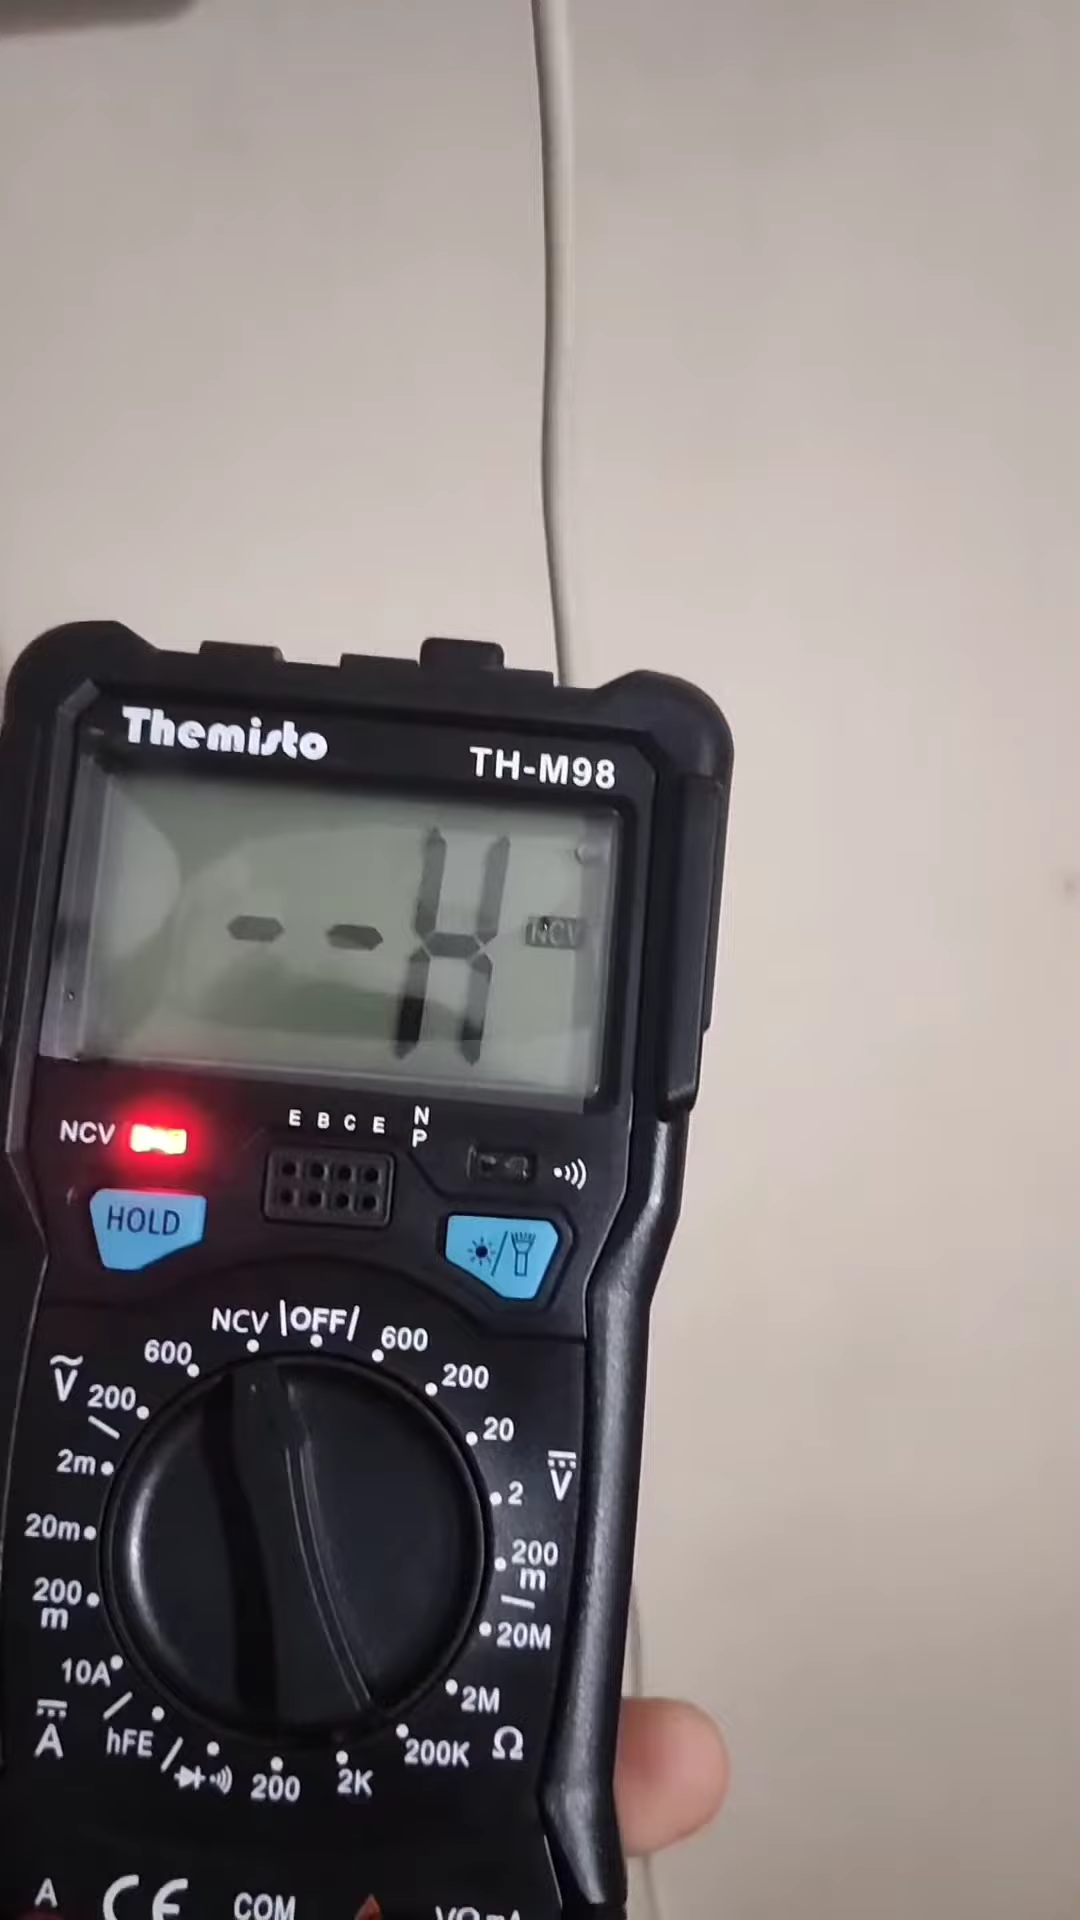 Themisto
TH-M98
--H NCV
NCV
E B C E N P
HOLD
NCV OFF 600
600 200
V 200 20
2m 2 V
20m 200 m
200 m 20M
10A 2M
A hFE 200 2K 200K Ω
A CE COM